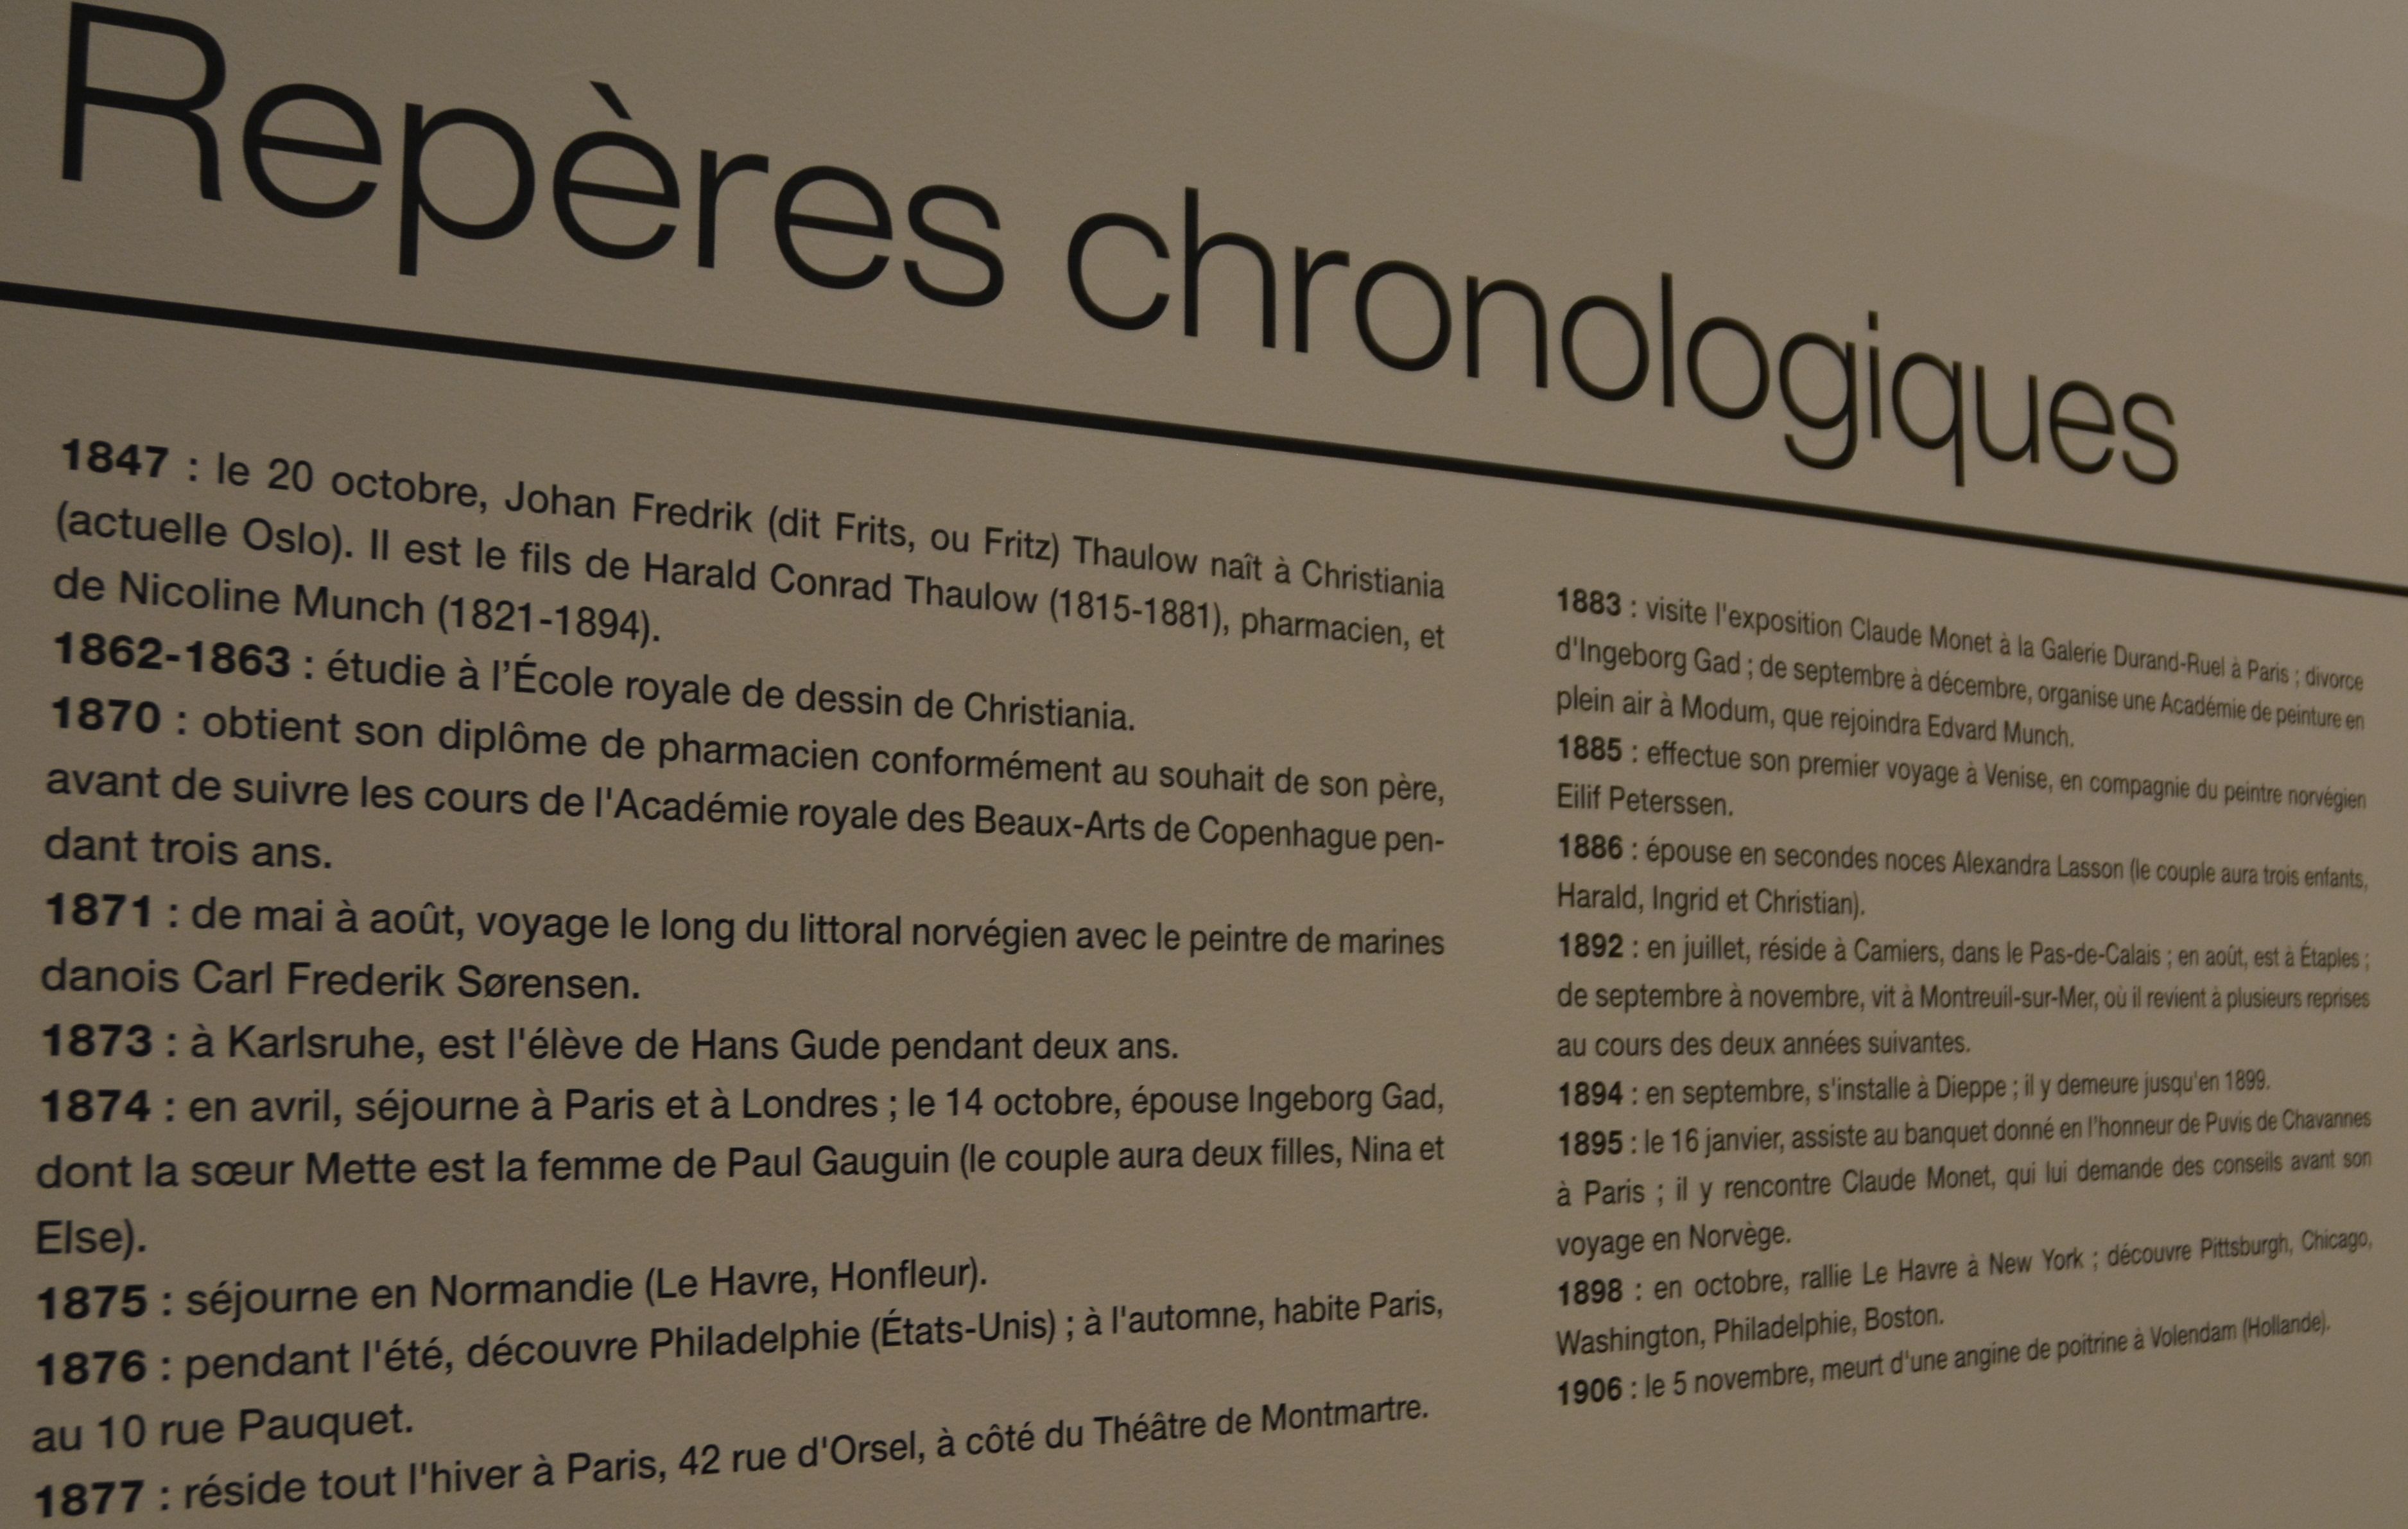 Repères chronologiques
1847 : le 20 octobre, Johan Fredrik (dit Frits, ou Fritz) Thaulow naît à Christiania
(actuelle Oslo). Il est le fils de Harald Conrad Thaulow (1815-1881), pharmacien, et
de Nicoline Munch (1821-1894).
1862-1863 : étudie à l’École royale de dessin de Christiania.
1870 : obtient son diplôme de pharmacien conformément au souhait de son père,
avant de suivre les cours de l'Académie royale des Beaux-Arts de Copenhague pen-
dant trois ans.
1871 : de mai à août, voyage le long du littoral norvégien avec le peintre de marines
danois Carl Frederik Sørensen.
1873 : à Karlsruhe, est l'élève de Hans Gude pendant deux ans.
1874 : en avril, séjourne à Paris et à Londres ; le 14 octobre, épouse Ingeborg Gad,
dont la sœur Mette est la femme de Paul Gauguin (le couple aura deux filles, Nina et
Else).
1875 : séjourne en Normandie (Le Havre, Honfleur).
1876 : pendant l'été, découvre Philadelphie (États-Unis) ; à l'automne, habite Paris,
au 10 rue Pauquet.
1877 : réside tout l'hiver à Paris, 42 rue d'Orsel, à côté du Théâtre de Montmartre.
1883 : visite l'exposition Claude Monet à la Galerie Durand-Ruel à Paris ; divorce
d'Ingeborg Gad ; de septembre à décembre, organise une Académie de peinture en
plein air à Modum, que rejoindra Edvard Munch.
1885 : effectue son premier voyage à Venise, en compagnie du peintre norvégien
Eilif Peterssen.
1886 : épouse en secondes noces Alexandra Lasson (le couple aura trois enfants,
Harald, Ingrid et Christian).
1892 : en juillet, réside à Camiers, dans le Pas-de-Calais ; en août, est à Étaples ;
de septembre à novembre, vit à Montreuil-sur-Mer, où il revient à plusieurs reprises
au cours des deux années suivantes.
1894 : en septembre, s'installe à Dieppe ; il y demeure jusqu'en 1899.
1895 : le 16 janvier, assiste au banquet donné en l'honneur de Puvis de Chavannes
à Paris ; il y rencontre Claude Monet, qui lui demande des conseils avant son
voyage en Norvège.
1898 : en octobre, rallie Le Havre à New York ; découvre Pittsburgh, Chicago,
Washington, Philadelphie, Boston.
1906 : le 5 novembre, meurt d'une angine de poitrine à Volendam (Hollande).